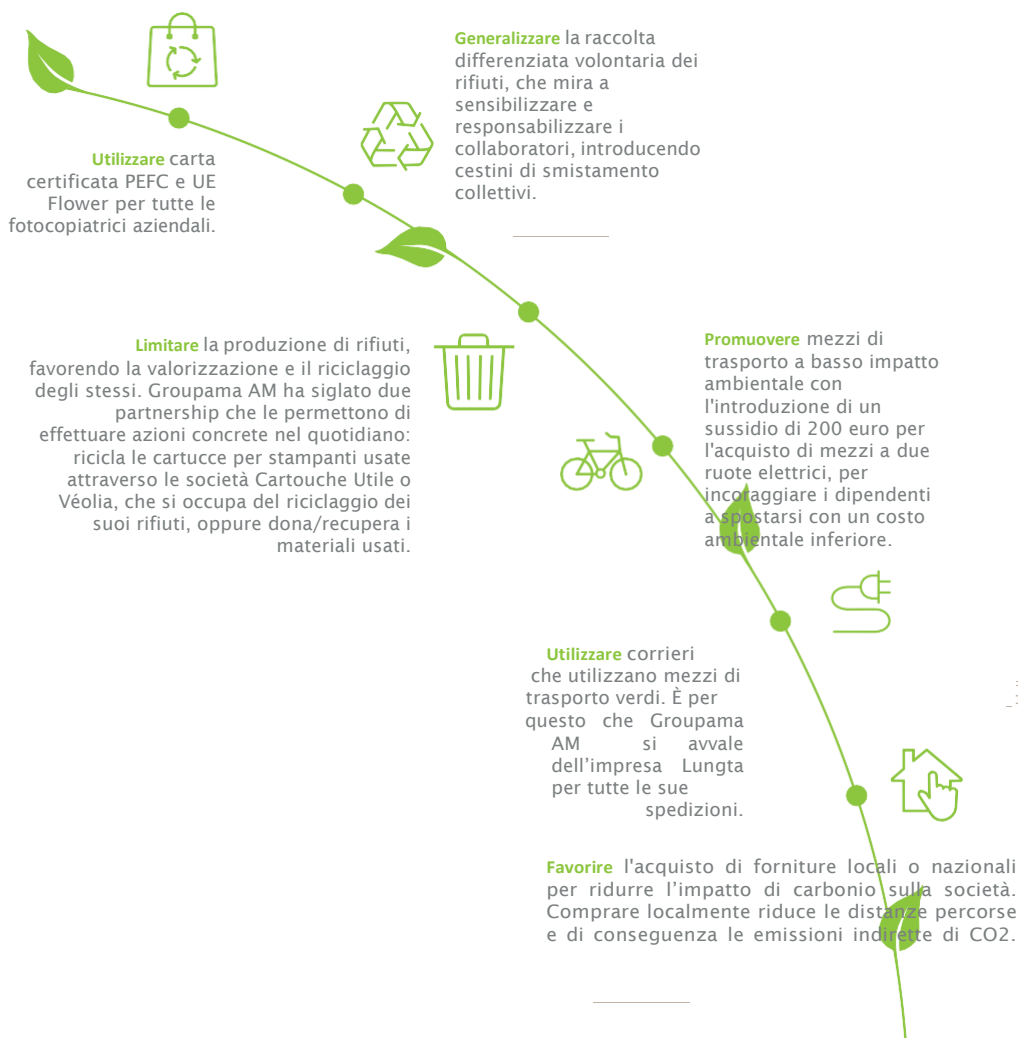 Utilizzare carta
certificata PEFC e UE
Flower per tutte le
fotocopiatrici aziendali.
Generalizzare la raccolta
differenziata volontaria dei
rifiuti, che mira a
sensibilizzare e
responsabilizzare i
collaboratori, introducendo
cestini di smistamento
collettivi.
Limitare la produzione di rifiuti,
favorendo la valorizzazione e il riciclaggio
degli stessi. Groupama AM ha siglato due
partnership che le permettono di
effettuare azioni concrete nel quotidiano:
ricicla le cartucce per stampanti usate
attraverso le società Cartouche Utile o
Véolia, che si occupa del riciclaggio dei
suoi rifiuti, oppure dona/recupera i
materiali usati.
Promuovere mezzi di
trasporto a basso impatto
ambientale con
l'introduzione di un
sussidio di 200 euro per
l'acquisto di mezzi a due
ruote elettrici, per
incoraggiare i dipendenti
a spostarsi con un costo
ambientale inferiore.
Utilizzare corrieri
che utilizzano mezzi di
trasporto verdi. È per
questo che Groupama
AM si avvale
dell’impresa Lungta
per tutte le sue
spedizioni.
Favorire l'acquisto di forniture locali o nazionali
per ridurre l’impatto di carbonio sulla società.
Comprare localmente riduce le distanze percorse
e di conseguenza le emissioni indirette di CO2.